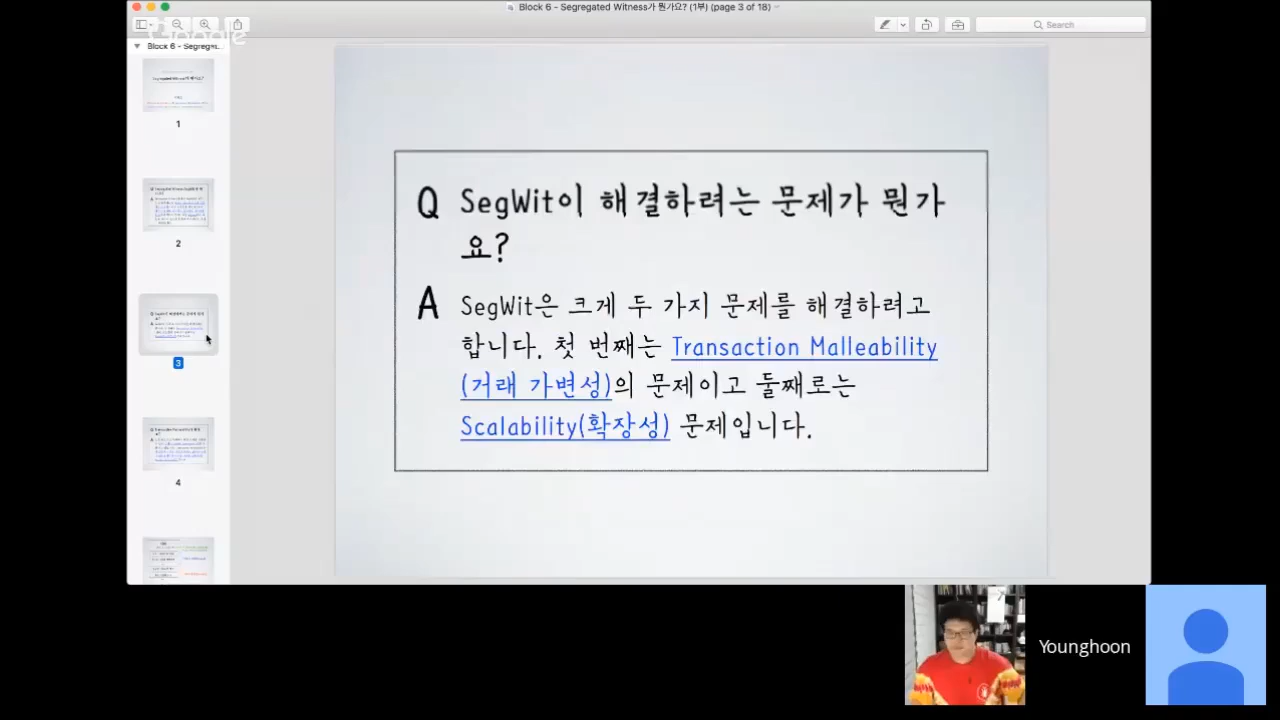 Block 6 - Segregated Witness가 뭔가요? (1부) (page 3 of 18)
Search
Block 6 - Segreg...
1
2
3
4
Q SegWit이 해결하려는 문제가 뭔가
요?
A SegWit은 크게 두 가지 문제를 해결하려고
합니다. 첫 번째는 Transaction Malleability
(거래 가변성)의 문제이고 둘째로는
Scalability(확장성) 문제입니다.
Younghoon